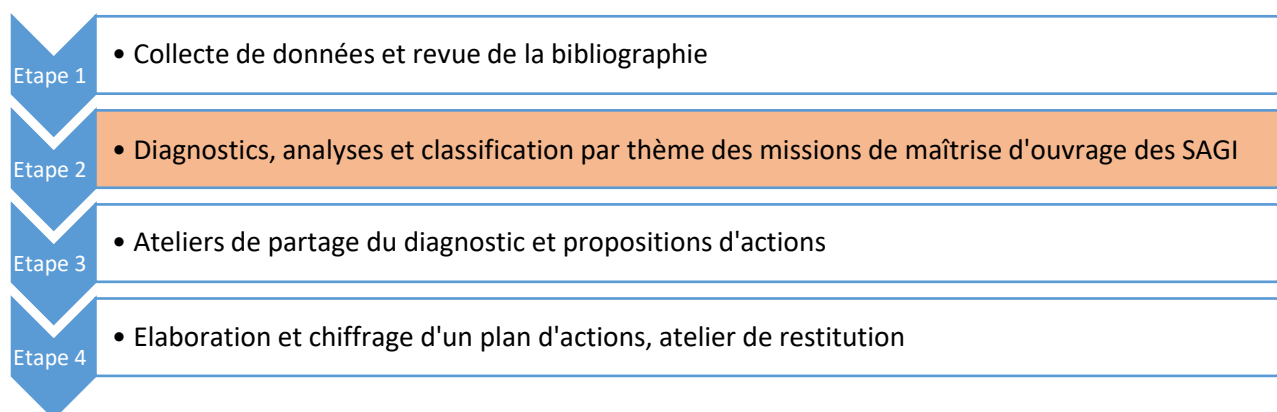 Etape 1
• Collecte de données et revue de la bibliographie
Etape 2
• Diagnostics, analyses et classification par thème des missions de maîtrise d'ouvrage des SAGI
Etape 3
• Ateliers de partage du diagnostic et propositions d'actions
Etape 4
• Elaboration et chiffrage d'un plan d'actions, atelier de restitution